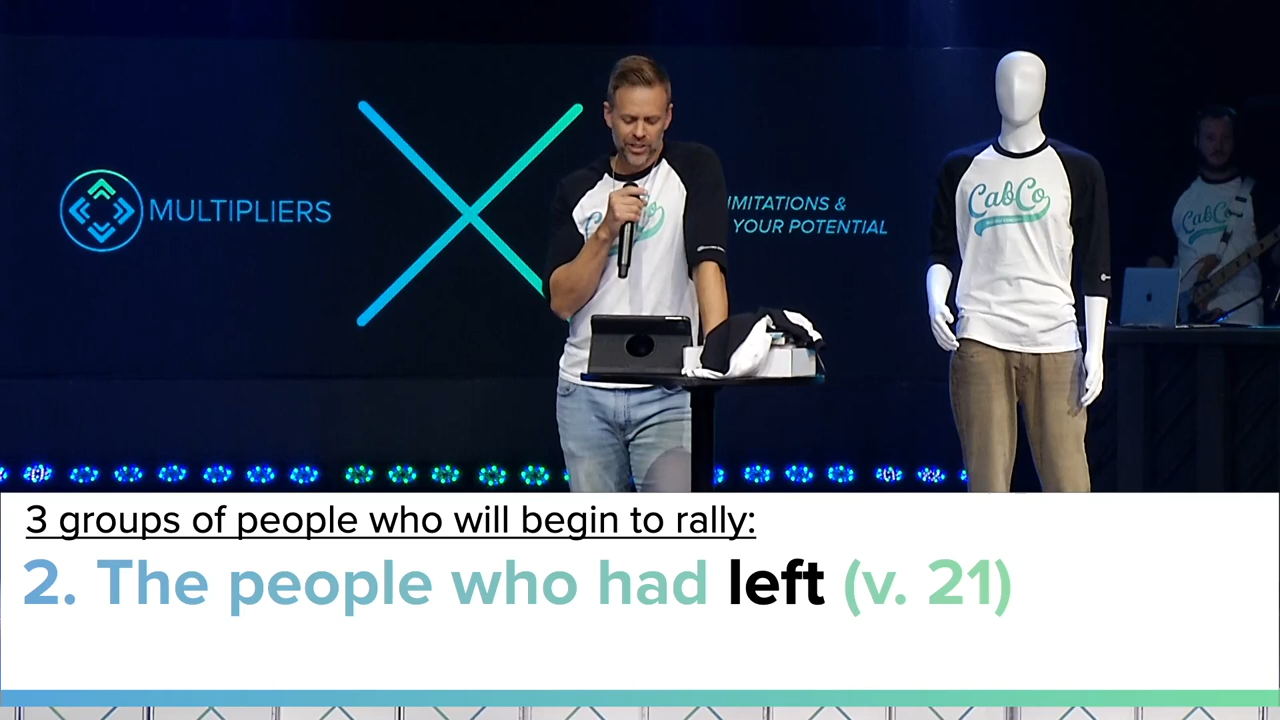 MULTIPLIERS
IMITATIONS &
YOUR POTENTIAL
CabCo
CabCo
3 groups of people who will begin to rally:
2. The people who had left (v. 21)